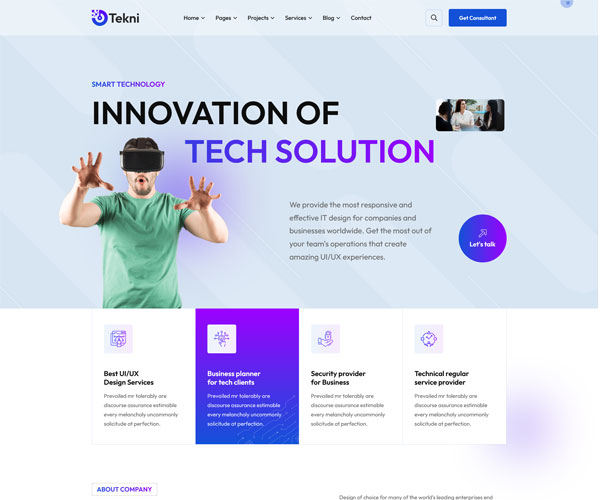 Tekni
Home Pages Projects Services Blog Contact
Get Consultant
SMART TECHNOLOGY
INNOVATION OF
TECH SOLUTION
We provide the most responsive and
effective IT design for companies and
businesses worldwide. Get the most out of
your team's operations that create
amazing UI/UX experiences.
Let's talk
Best UI/UX
Design Services
Prevailed mr tolerably are
discourse assurance estimable
every melancholy uncommonly
solicitude at perfection.
Business planner
for tech clients
Prevailed mr tolerably are
discourse assurance estimable
every melancholy uncommonly
solicitude at perfection.
Security provider
for Business
Prevailed mr tolerably are
discourse assurance estimable
every melancholy uncommonly
solicitude at perfection.
Technical regular
service provider
Prevailed mr tolerably are
discourse assurance estimable
every melancholy uncommonly
solicitude at perfection.
ABOUT COMPANY
Design of choice for many of the world's leading enterprises end